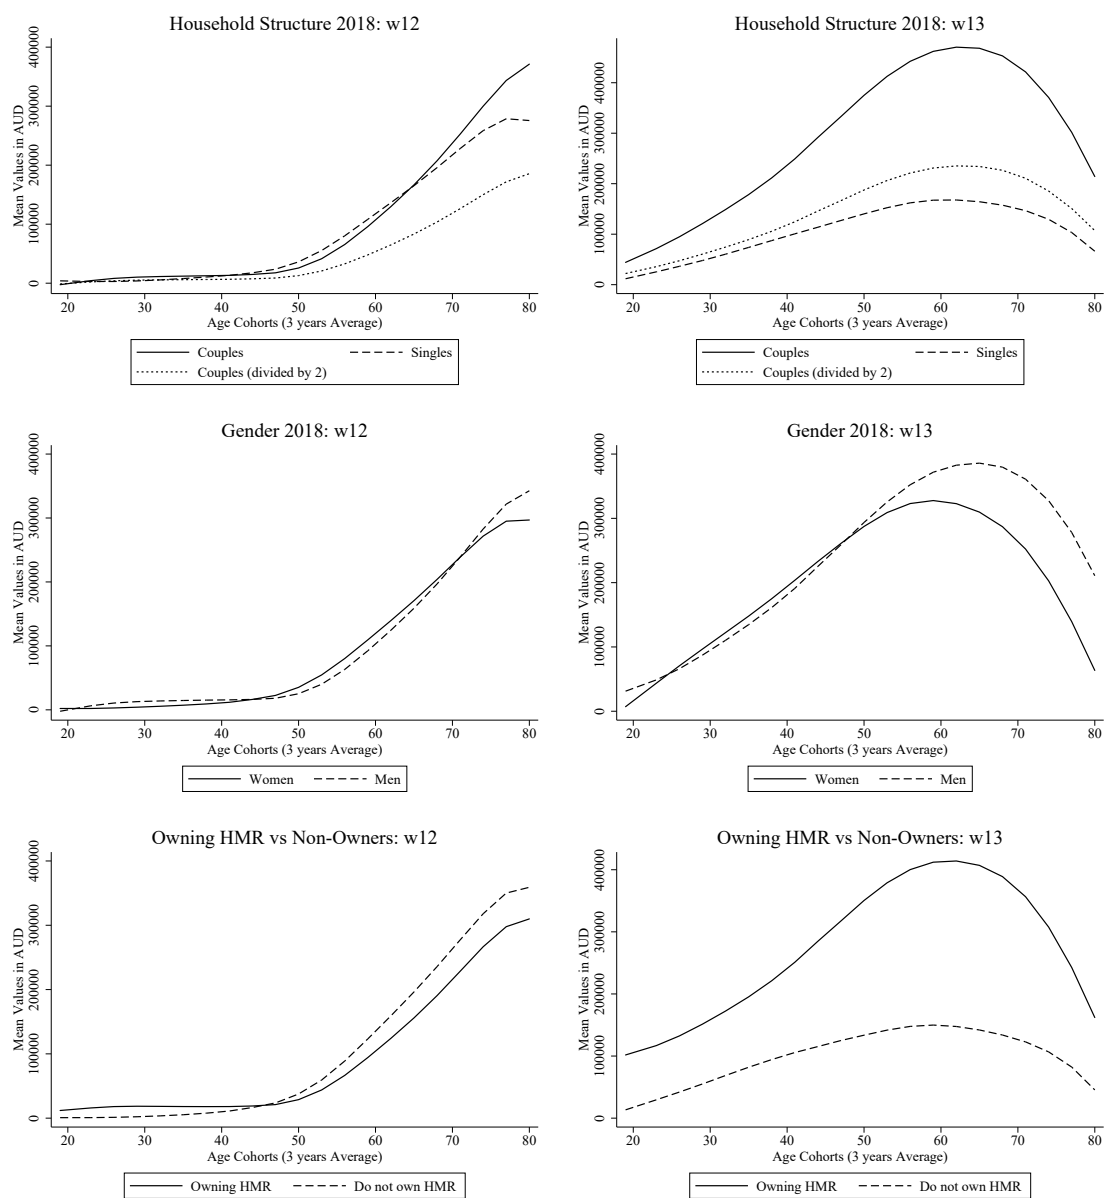 Household Structure 2018: w12
Mean Values in AUD
400000
300000
200000
100000
0
20 30 40 50 60 70 80
Age Cohorts (3 years Average)
Couples Singles
Couples (divided by 2)
Household Structure 2018: w13
Mean Values in AUD
400000
300000
200000
100000
0
20 30 40 50 60 70 80
Age Cohorts (3 years Average)
Couples Singles
Couples (divided by 2)
Gender 2018: w12
Mean Values in AUD
400000
300000
200000
100000
0
20 30 40 50 60 70 80
Age Cohorts (3 years Average)
Women Men
Gender 2018: w13
Mean Values in AUD
400000
300000
200000
100000
0
20 30 40 50 60 70 80
Age Cohorts (3 years Average)
Women Men
Owning HMR vs Non-Owners: w12
Mean Values in AUD
400000
300000
200000
100000
0
20 30 40 50 60 70 80
Age Cohorts (3 years Average)
Owning HMR Do not own HMR
Owning HMR vs Non-Owners: w13
Mean Values in AUD
400000
300000
200000
100000
0
20 30 40 50 60 70 80
Age Cohorts (3 years Average)
Owning HMR Do not own HMR